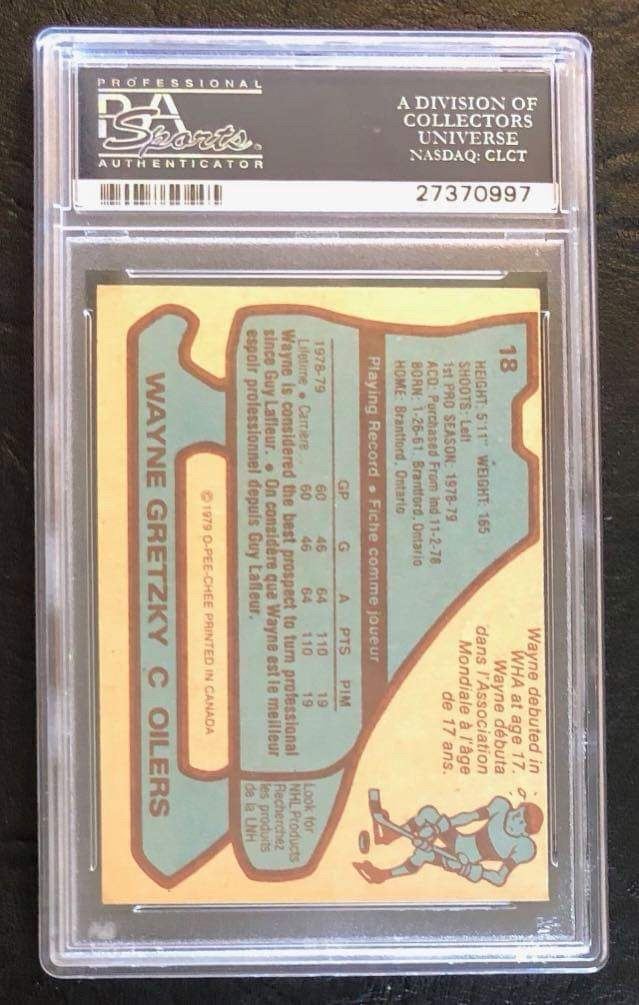 PROFESSIONAL
PSA
Sports.
AUTHENTICATOR
A DIVISION OF
COLLECTORS
UNIVERSE
NASDAQ: CLCT
27370997
18
HEIGHT: 5'11" WEIGHT: 165
SHOOTS: Left
1st PRO SEASON: 1978-79
ACQ: Purchased From Ind 11-2-78
BORN: 1-26-61, Brantford, Ontario
HOME: Brantford, Ontario
Wayne debuted in
WHA at age 17.
Wayne débuta
dans l'Association
Mondiale à l'âge
de 17 ans.
Playing Record • Fiche comme joueur
GP G A PTS PIM
1978-79 60 46 64 110 19
Lifetime • Carrière 60 46 64 110 19
Wayne is considered the best prospect to turn professional
since Guy Lafleur. • On considère que Wayne est le meilleur
espoir professionnel depuis Guy Lafleur.
Look for
NHL Products
Recherchez
les produits
de la LNH
© 1979 O-PEE-CHEE PRINTED IN CANADA
WAYNE GRETZKY C OILERS